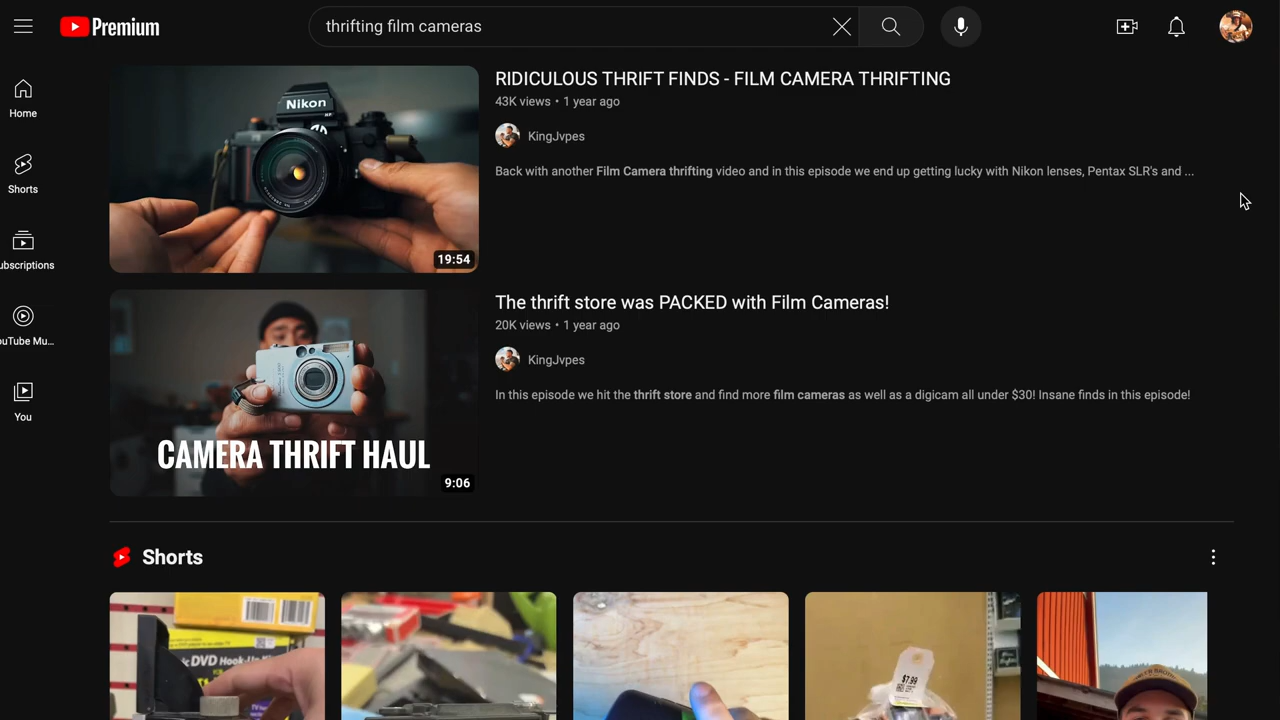 Premium
thrifting film cameras
Home
Shorts
ubscriptions
ouTube Mu...
You
Nikon
19:54
RIDICULOUS THRIFT FINDS - FILM CAMERA THRIFTING
43K views • 1 year ago
KingJvpes
Back with another Film Camera thrifting video and in this episode we end up getting lucky with Nikon lenses, Pentax SLR's and ...
CAMERA THRIFT HAUL
9:06
The thrift store was PACKED with Film Cameras!
20K views • 1 year ago
KingJvpes
In this episode we hit the thrift store and find more film cameras as well as a digicam all under $30! Insane finds in this episode!
Shorts
DVD Hook-U
$7.99